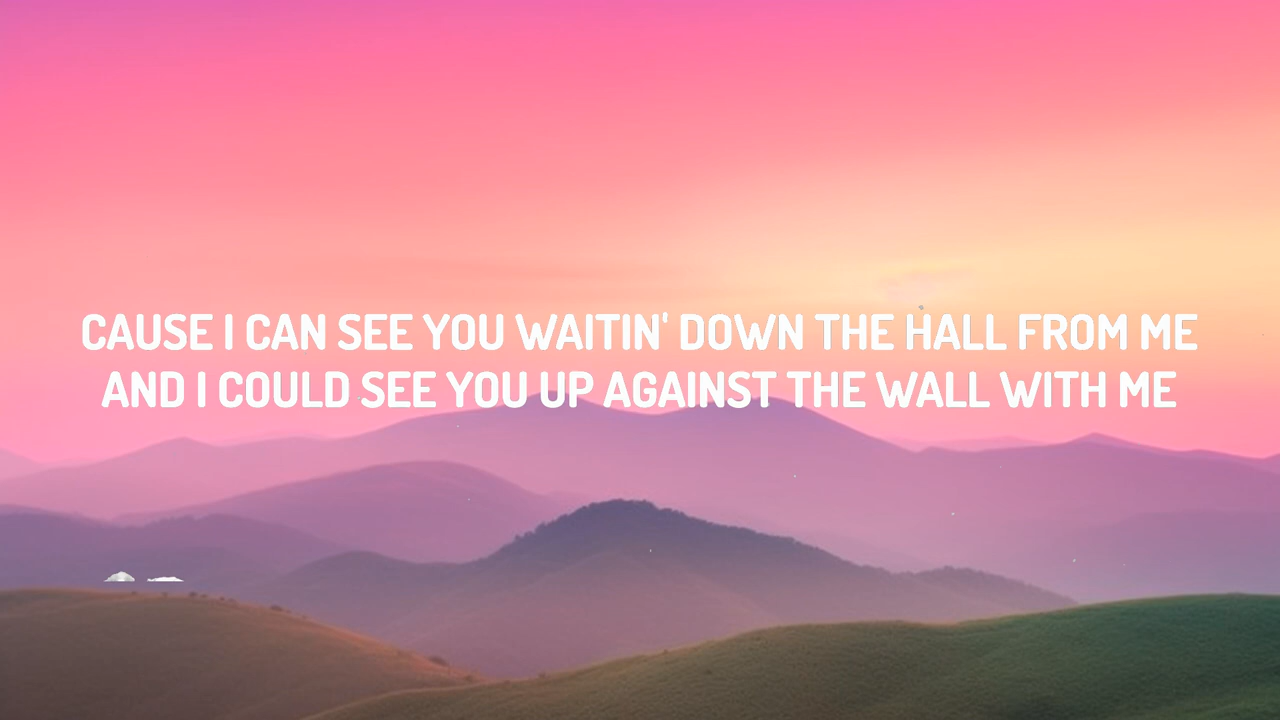 CAUSE I CAN SEE YOU WAITIN' DOWN THE HALL FROM ME
AND I COULD SEE YOU UP AGAINST THE WALL WITH ME